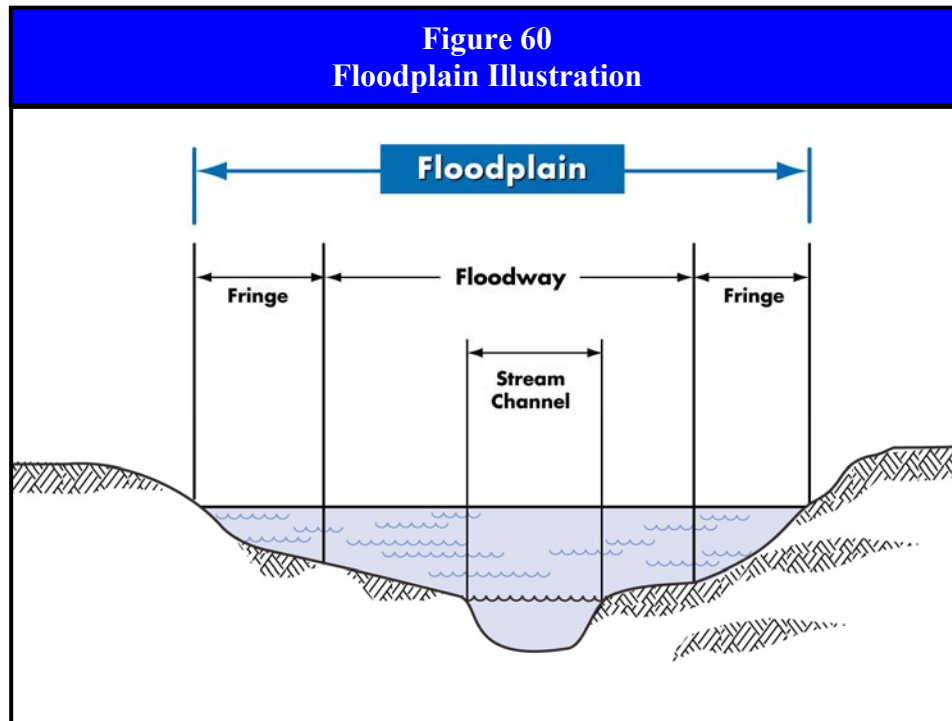 Figure 60
Floodplain Illustration
Floodplain
Fringe
Floodway
Fringe
Stream
Channel